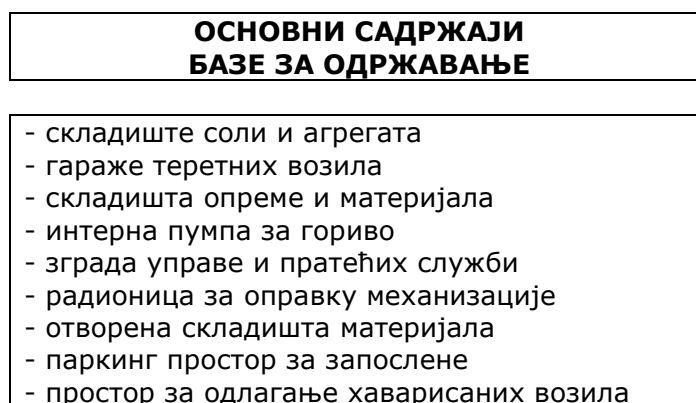 ОСНОВНИ САДРЖАЈИ
БАЗЕ ЗА ОДРЖАВАЊЕ
- складиште соли и агрегата
- гараже теретних возила
- складишта опреме и материјала
- интерна пумпа за гориво
- зграда управе и пратећих служби
- радионица за оправку механизације
- отворена складишта материјала
- паркинг простор за запослене
- простор за одлагање хаварисаних возила